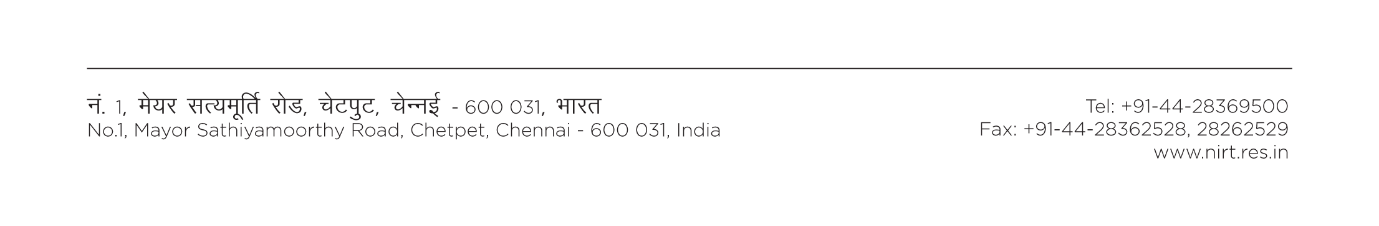 नं. 1, मेयर सत्यमूर्ति रोड, चेटपुट, चेन्नई - 600 031, भारत
No.1, Mayor Sathiyamoorthy Road, Chetpet, Chennai - 600 031, India
Tel: +91-44-28369500
Fax: +91-44-28362528, 28262529
www.nirt.res.in